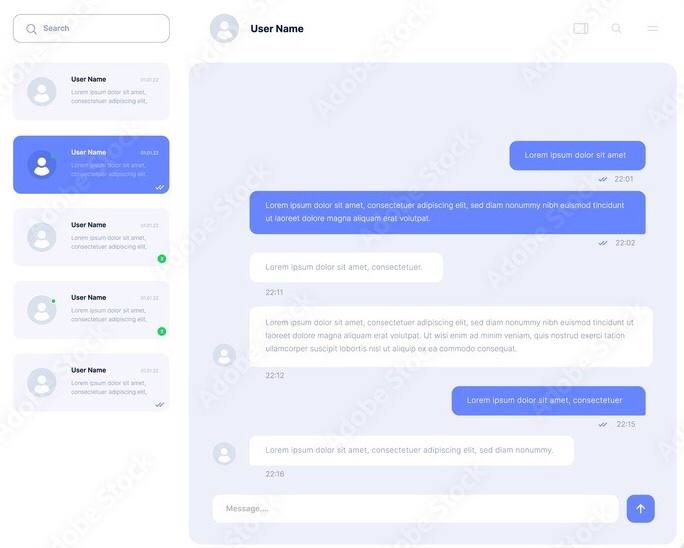 Search
User Name
User Name
01.01.22
Lorem ipsum dolor sit amet,
consectetuer adipiscing elit,
User Name
01.01.22
Lorem ipsum dolor sit amet,
consectetuer adipiscing elit,
User Name
01.01.22
Lorem ipsum dolor sit amet,
consectetuer adipiscing elit,
User Name
01.01.22
Lorem ipsum dolor sit amet,
consectetuer adipiscing elit,
User Name
01.01.22
Lorem ipsum dolor sit amet,
consectetuer adipiscing elit,
Lorem ipsum dolor sit amet
22:01
Lorem ipsum dolor sit amet, consectetuer adipiscing elit, sed diam nonummy nibh euismod tincidunt
ut laoreet dolore magna aliquam erat volutpat.
22:02
Lorem ipsum dolor sit amet, consectetuer.
22:11
Lorem ipsum dolor sit amet, consectetuer adipiscing elit, sed diam nonummy nibh euismod tincidunt ut
laoreet dolore magna aliquam erat volutpat. Ut wisi enim ad minim veniam, quis nostrud exerci tation
ullamcorper suscipit lobortis nisl ut aliquip ex ea commodo consequat.
22:12
Lorem ipsum dolor sit amet, consectetuer
22:15
Lorem ipsum dolor sit amet, consectetuer adipiscing elit, sed diam nonummy.
22:16
Message....
Adobe Stock